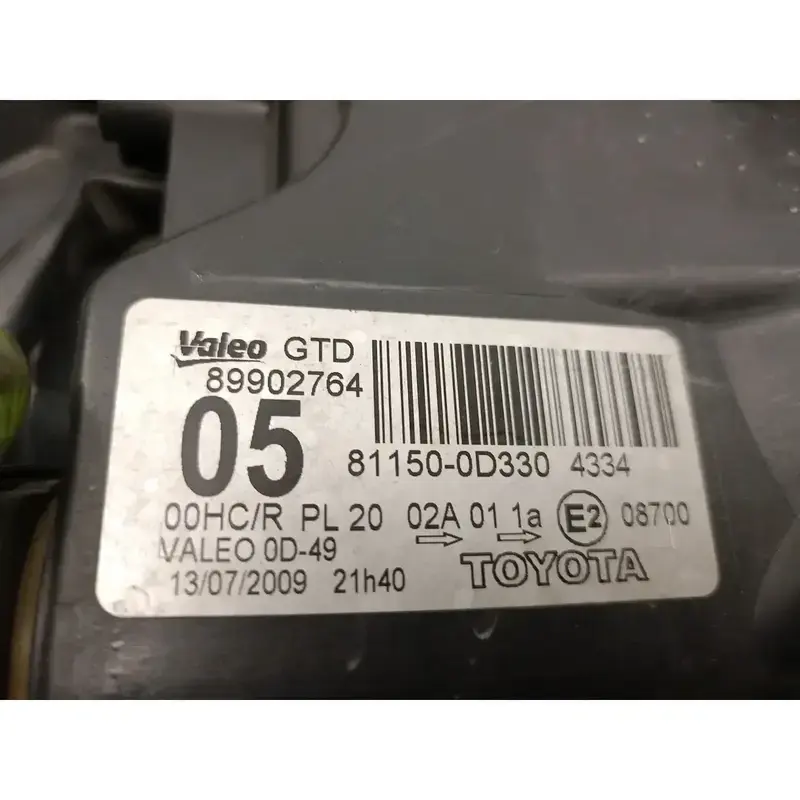 Valeo GTD
89902764
05
81150-0D330 4334
00HC/R PL 20 02A 01 1a E2 08700
VALEO 0D-49
13/07/2009 21h40 TOYOTA